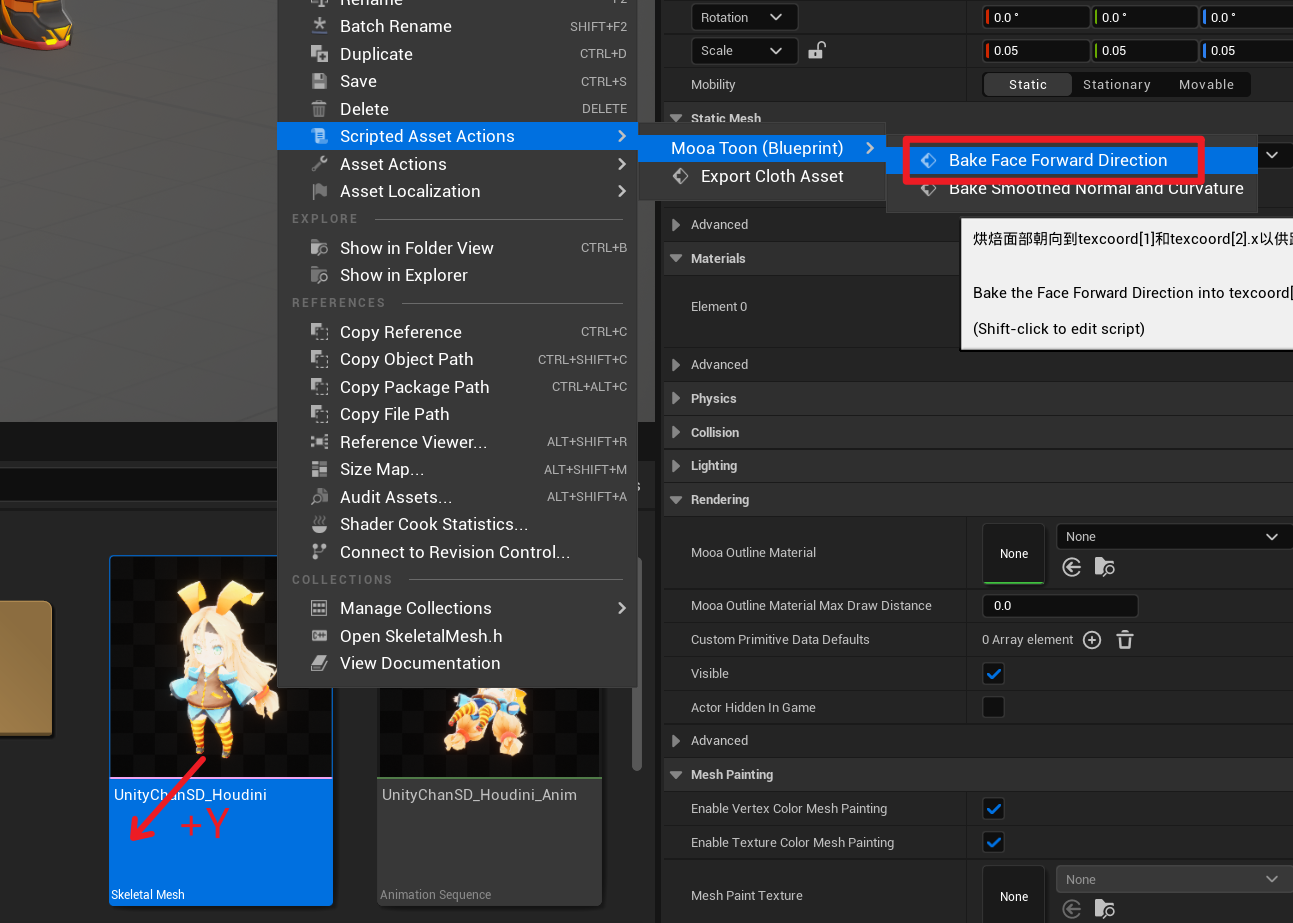 Rename F2
Batch Rename SHIFT+F2
Duplicate CTRL+D
Save CTRL+S
Delete DELETE
Scripted Asset Actions
Asset Actions
Asset Localization
EXPLORE
Show in Folder View CTRL+B
Show in Explorer
REFERENCES
Copy Reference CTRL+C
Copy Object Path CTRL+SHIFT+C
Copy Package Path CTRL+ALT+C
Copy File Path
Reference Viewer... ALT+SHIFT+R
Size Map... ALT+SHIFT+M
Audit Assets... ALT+SHIFT+A
Shader Cook Statistics...
Connect to Revision Control...
COLLECTIONS
Manage Collections
Open SkeletalMesh.h
View Documentation
Mooa Toon (Blueprint)
Export Cloth Asset
Bake Face Forward Direction
Bake Smoothed Normal and Curvature
烘焙面部朝向到texcoord[1]和texcoord[2].x以供
Bake the Face Forward Direction into texcoord[
(Shift-click to edit script)
Rotation 0.0 ° 0.0 ° 0.0 °
Scale 0.05 0.05 0.05
Mobility Static Stationary Movable
Static Mesh
Advanced
Materials
Element 0
Advanced
Physics
Collision
Lighting
Rendering
Mooa Outline Material None None
Mooa Outline Material Max Draw Distance 0.0
Custom Primitive Data Defaults 0 Array element
Visible
Actor Hidden In Game
Advanced
Mesh Painting
Enable Vertex Color Mesh Painting
Enable Texture Color Mesh Painting
Mesh Paint Texture None None
UnityChanSD_Houdini
+Y
Skeletal Mesh
UnityChanSD_Houdini_Anim
Animation Sequence